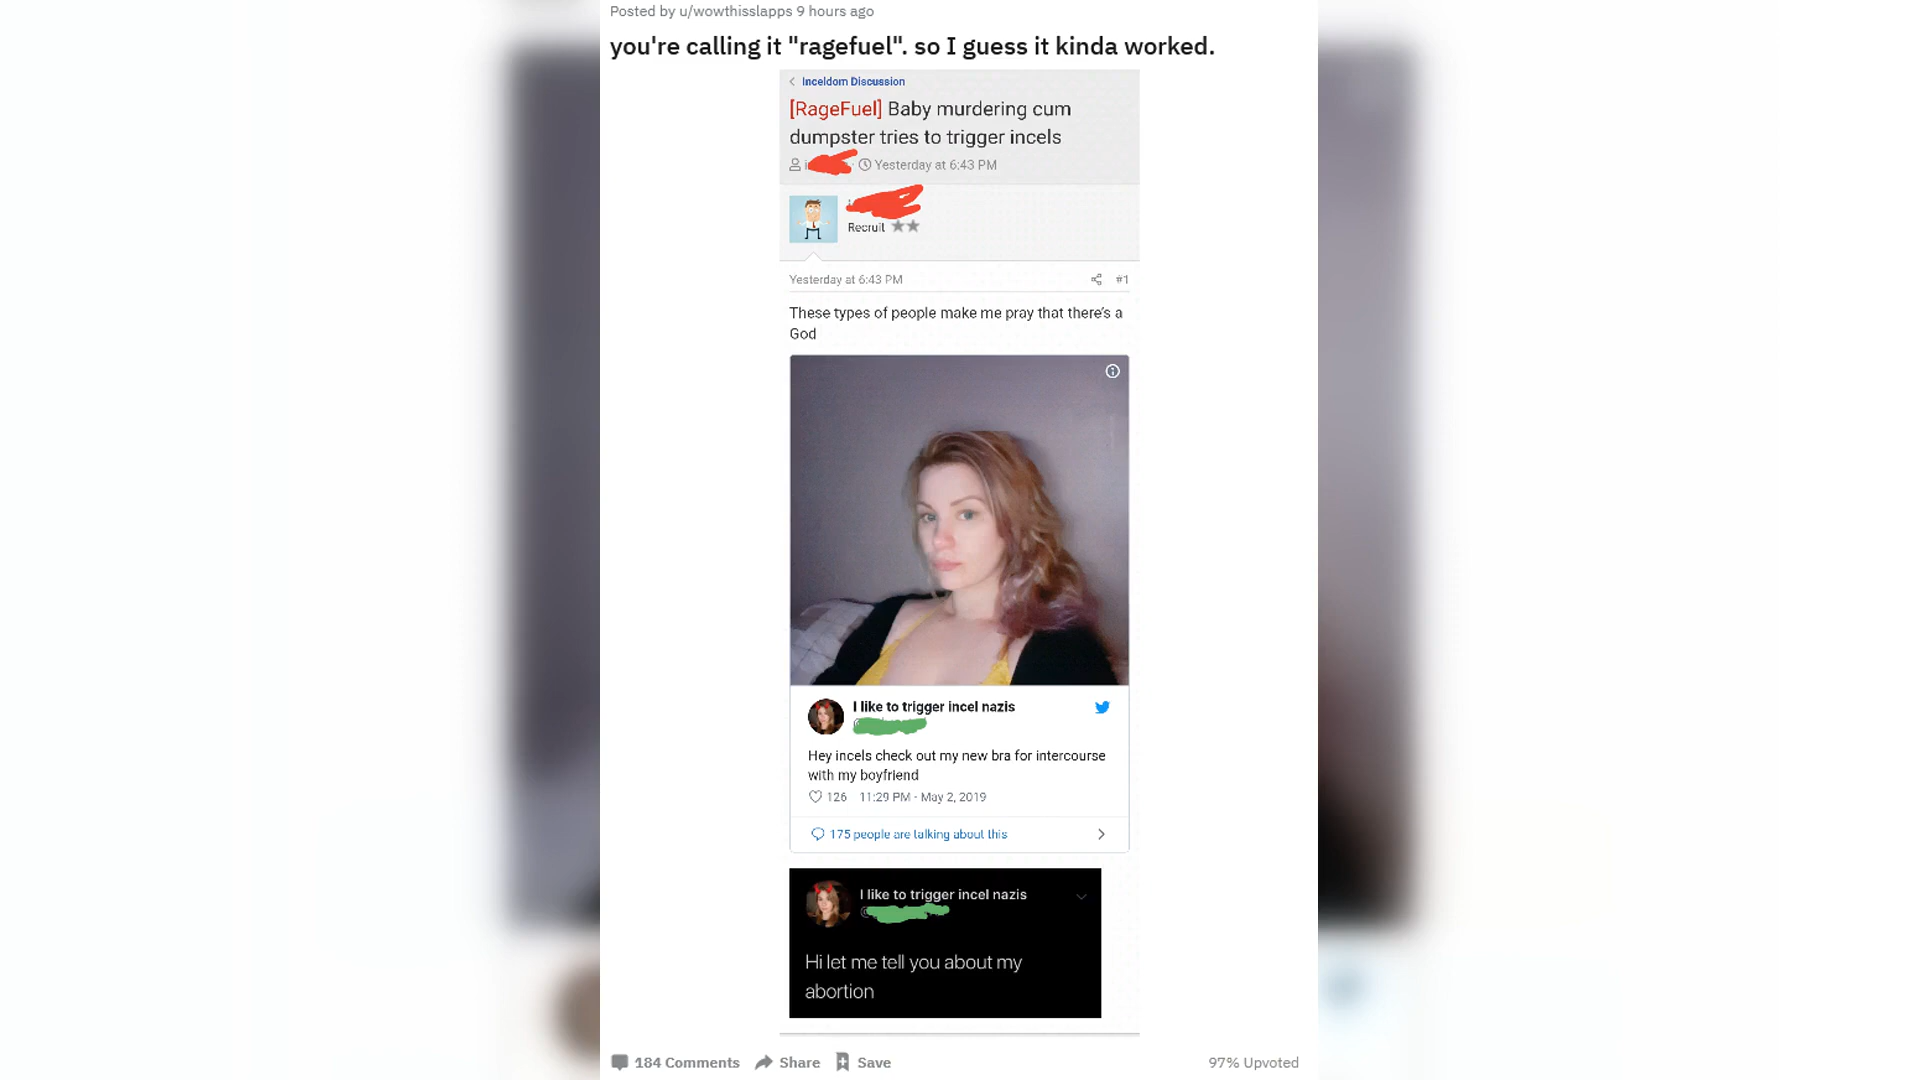 Posted by u/wowthisslapps 9 hours ago
you're calling it "ragefuel". so I guess it kinda worked.
Inceldom Discussion
[RageFuel] Baby murdering cum
dumpster tries to trigger incels
Yesterday at 6:43 PM
Recruit
Yesterday at 6:43 PM #1
These types of people make me pray that there's a
God
I like to trigger incel nazis
Hey incels check out my new bra for intercourse
with my boyfriend
126 11:29 PM - May 2, 2019
175 people are talking about this
I like to trigger incel nazis
@
Hi let me tell you about my
abortion
184 Comments Share Save 97% Upvoted